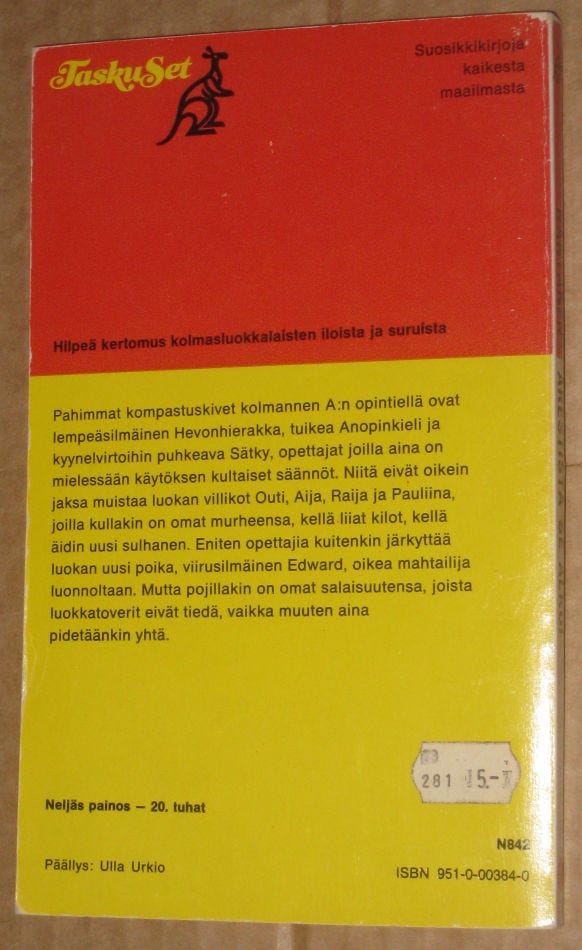 TaskuSet
Suosikkikirjoja
kaikesta
maailmasta
Hilpeä kertomus kolmasluokkalaisten iloista ja suruista
Pahimmat kompastuskivet kolmannen A:n opintiellä ovat
lempeäsilmäinen Hevonhierakka, tuikea Anopinkieli ja
kyynelvirtoihin puhkeava Sätky, opettajat joilla aina on
mielessään käytöksen kultaiset säännöt. Niitä eivät oikein
jaksa muistaa luokan villikot Outi, Aija, Raija ja Pauliina,
joilla kullakin on omat murheensa, kellä liiat kilot, kellä
äidin uusi sulhanen. Eniten opettajia kuitenkin järkyttää
luokan uusi poika, viirusilmäinen Edward, oikea mahtailija
luonnoltaan. Mutta pojillakin on omat salaisuutensa, joista
luokkatoverit eivät tiedä, vaikka muuten aina
pidetäänkin yhtä.
281 15.-
Neljäs painos – 20. tuhat
N842
Päällys: Ulla Urkio
ISBN 951-0-00384-0